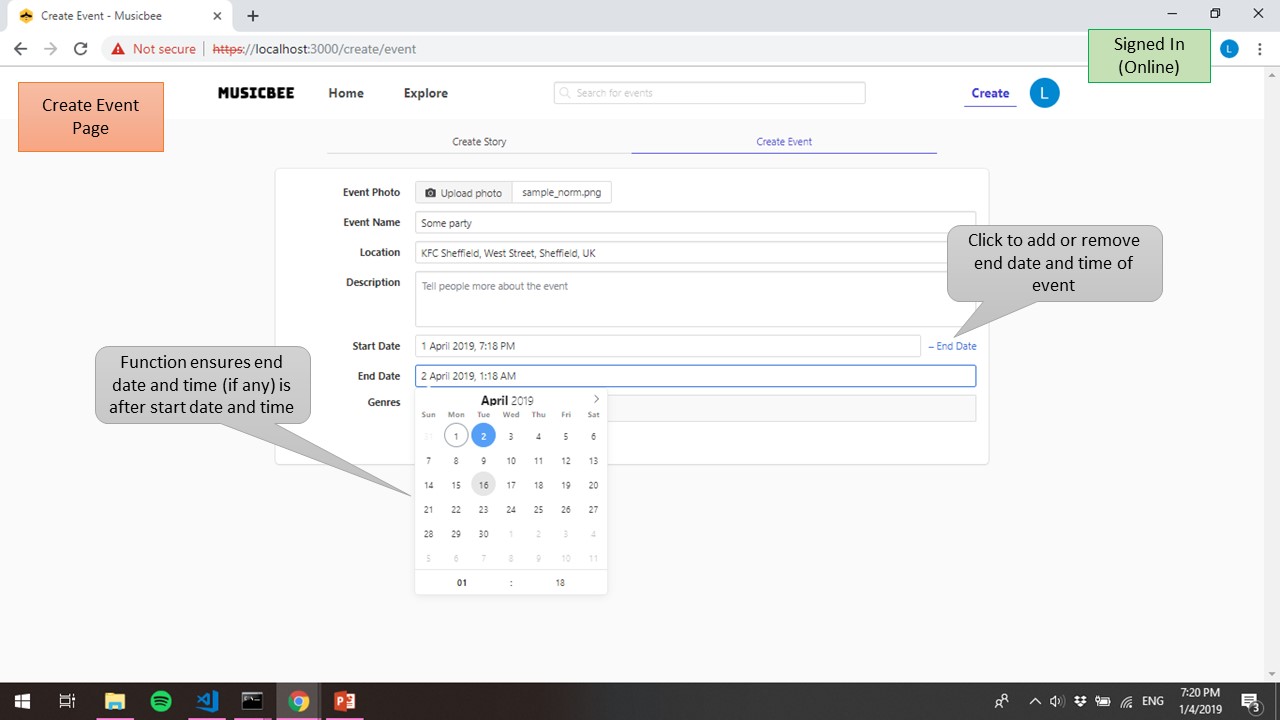 Create Event - Musicbee
Not secure
https://localhost:3000/create/event
L
Signed In
(Online)
Create Event
Page
MUSICBEE
Home
Explore
Search for events
Create
L
Create Story
Create Event
Event Photo
Upload photo
sample_norm.png
Event Name
Some party
Location
KFC Sheffield, West Street, Sheffield, UK
Click to add or remove
end date and time of
event
Description
Tell people more about the event
Start Date
1 April 2019, 7:18 PM
– End Date
Function ensures end
date and time (if any) is
after start date and time
End Date
2 April 2019, 1:18 AM
Genres
April 2019
Sun Mon Tue Wed Thu Fri Sat
31 1 2 3 4 5 6
7 8 9 10 11 12 13
14 15 16 17 18 19 20
21 22 23 24 25 26 27
28 29 30 1 2 3 4
5 6 7 8 9 10 11
01 : 18
ENG
7:20 PM
1/4/2019
3